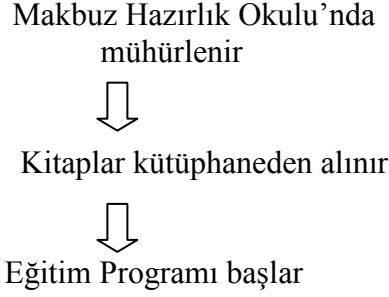 Makbuz Hazırlık Okulu’nda
mühürlenir
Kitaplar kütüphaneden alınır
Eğitim Programı başlar